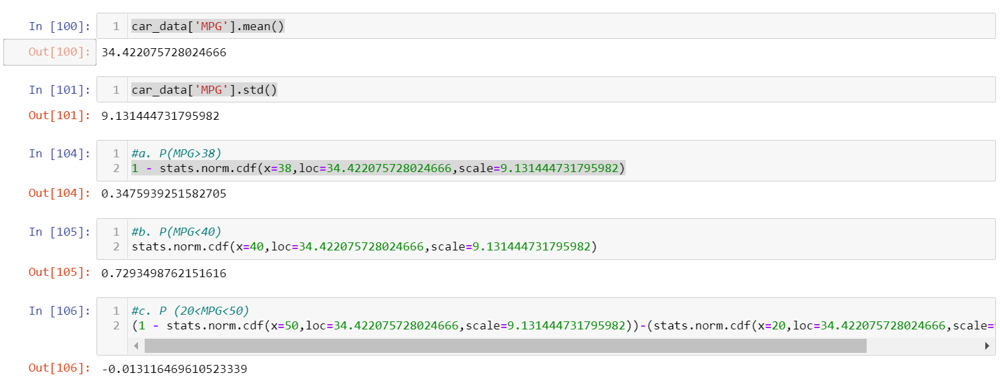 In [100]: 1 car_data['MPG'].mean()
Out[100]: 34.422075728024666
In [101]: 1 car_data['MPG'].std()
Out[101]: 9.131444731795982
In [104]: 1 #a. P(MPG>38)
2 1 - stats.norm.cdf(x=38,loc=34.422075728024666,scale=9.131444731795982)
Out[104]: 0.3475939251582705
In [105]: 1 #b. P(MPG<40)
2 stats.norm.cdf(x=40,loc=34.422075728024666,scale=9.131444731795982)
Out[105]: 0.7293498762151616
In [106]: 1 #c. P (20<MPG<50)
2 (1 - stats.norm.cdf(x=50,loc=34.422075728024666,scale=9.131444731795982))-(stats.norm.cdf(x=20,loc=34.422075728024666,scale=
Out[106]: -0.013116469610523339